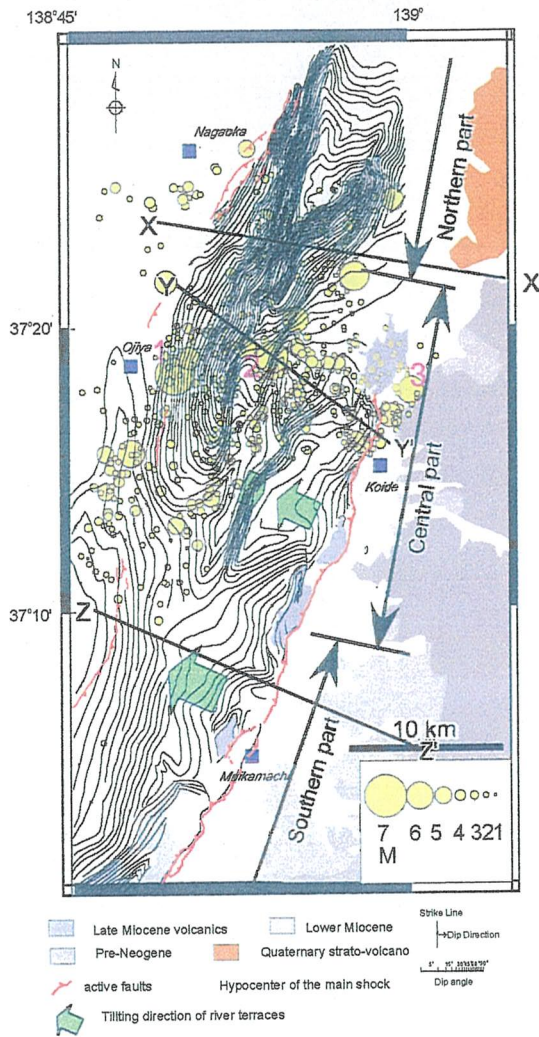 138°45'
139°
N
Nagaoka
Northern part
X
X
Y
37°20'
Ojiya
1
2
3
Y'
Koide
Central part
37°10'
Z
10 km
Z'
Muikamachi
Southern part
7 6 5 4 321
M
Late Miocene volcanics
Lower Miocene
Strike Line
Dip Direction
Pre-Neogene
Quaternary strato-volcano
Dip angle
active faults
Hypocenter of the main shock
Tillting direction of river terraces